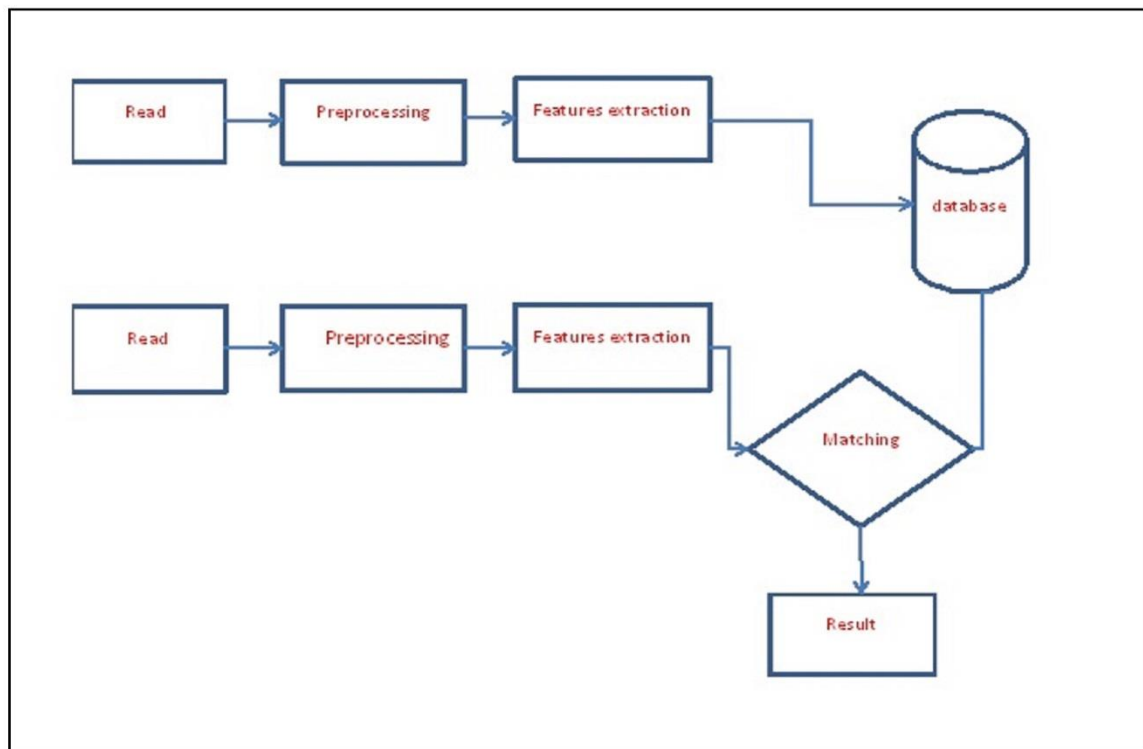 Read
Preprocessing
Features extraction
database
Read
Preprocessing
Features extraction
Matching
Result